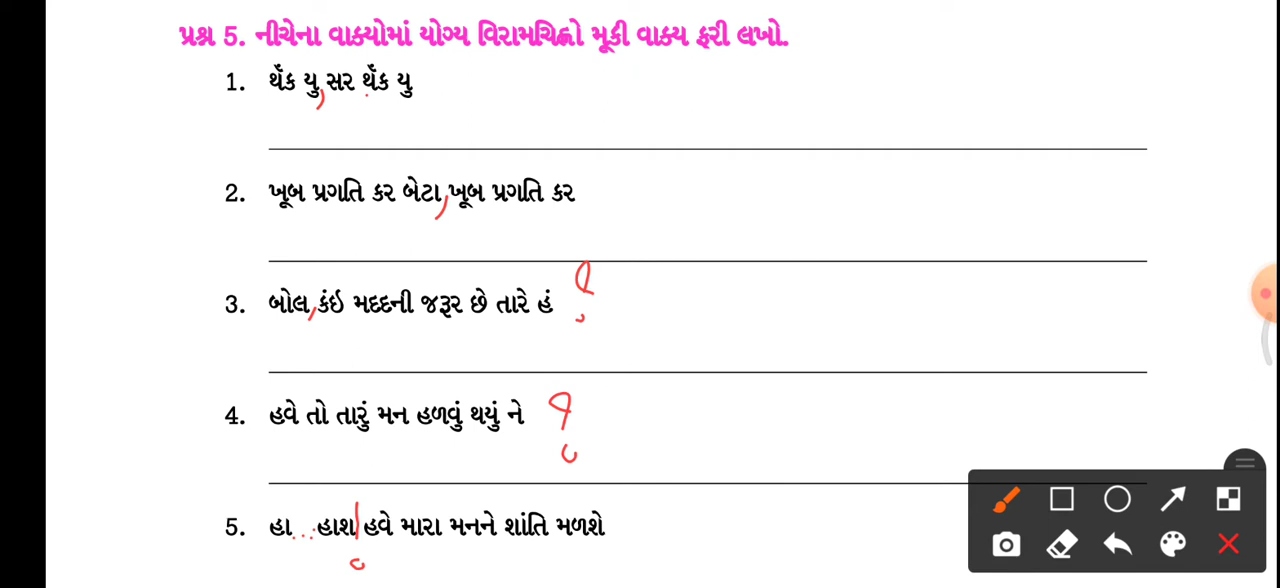 પ્રશ્ન 5. નીચેના વાક્યોમાં યોગ્ય વિરામચિહ્નો મૂકી વાક્ય ફરી લખો.
1. થૅંક યુ, સર થૅંક યુ
2. ખૂબ પ્રગતિ કર બેટા, ખૂબ પ્રગતિ કર
3. બોલ, કંઇ મદદની જરૂર છે તારે હં ?
4. હવે તો તારું મન હળવું થયું ને ?
5. હા...હાશ! હવે મારા મનને શાંતિ મળશે